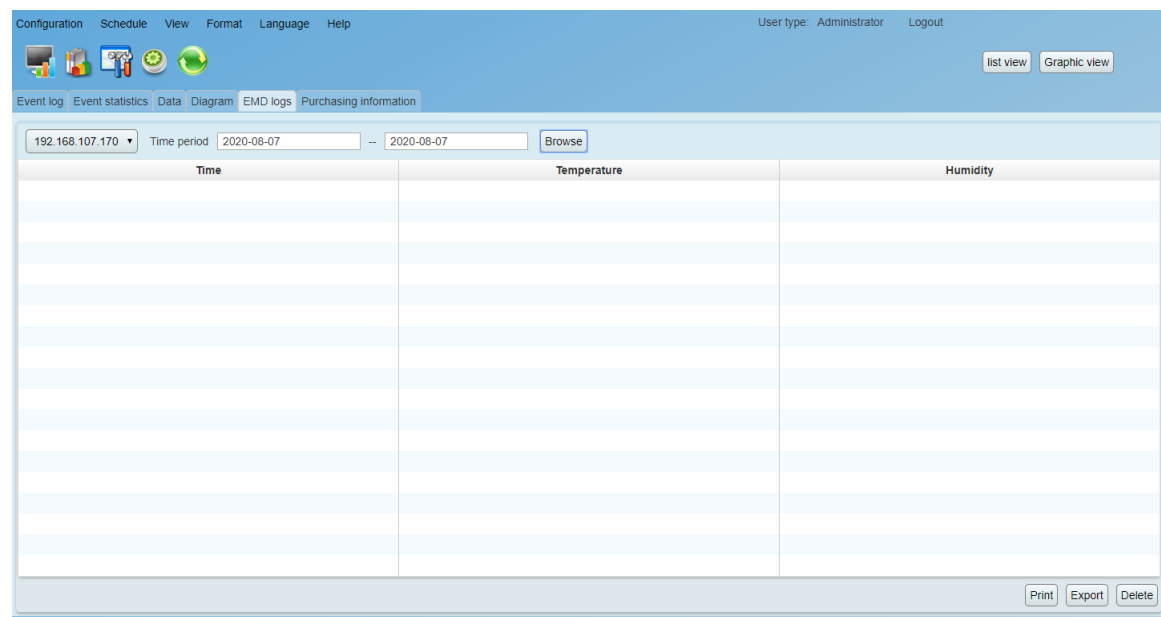 Configuration Schedule View Format Language Help User type: Administrator Logout
list view Graphic view
Event log Event statistics Data Diagram EMD logs Purchasing information
192.168.107.170 Time period 2020-08-07 -- 2020-08-07 Browse
Time Temperature Humidity
Print Export Delete